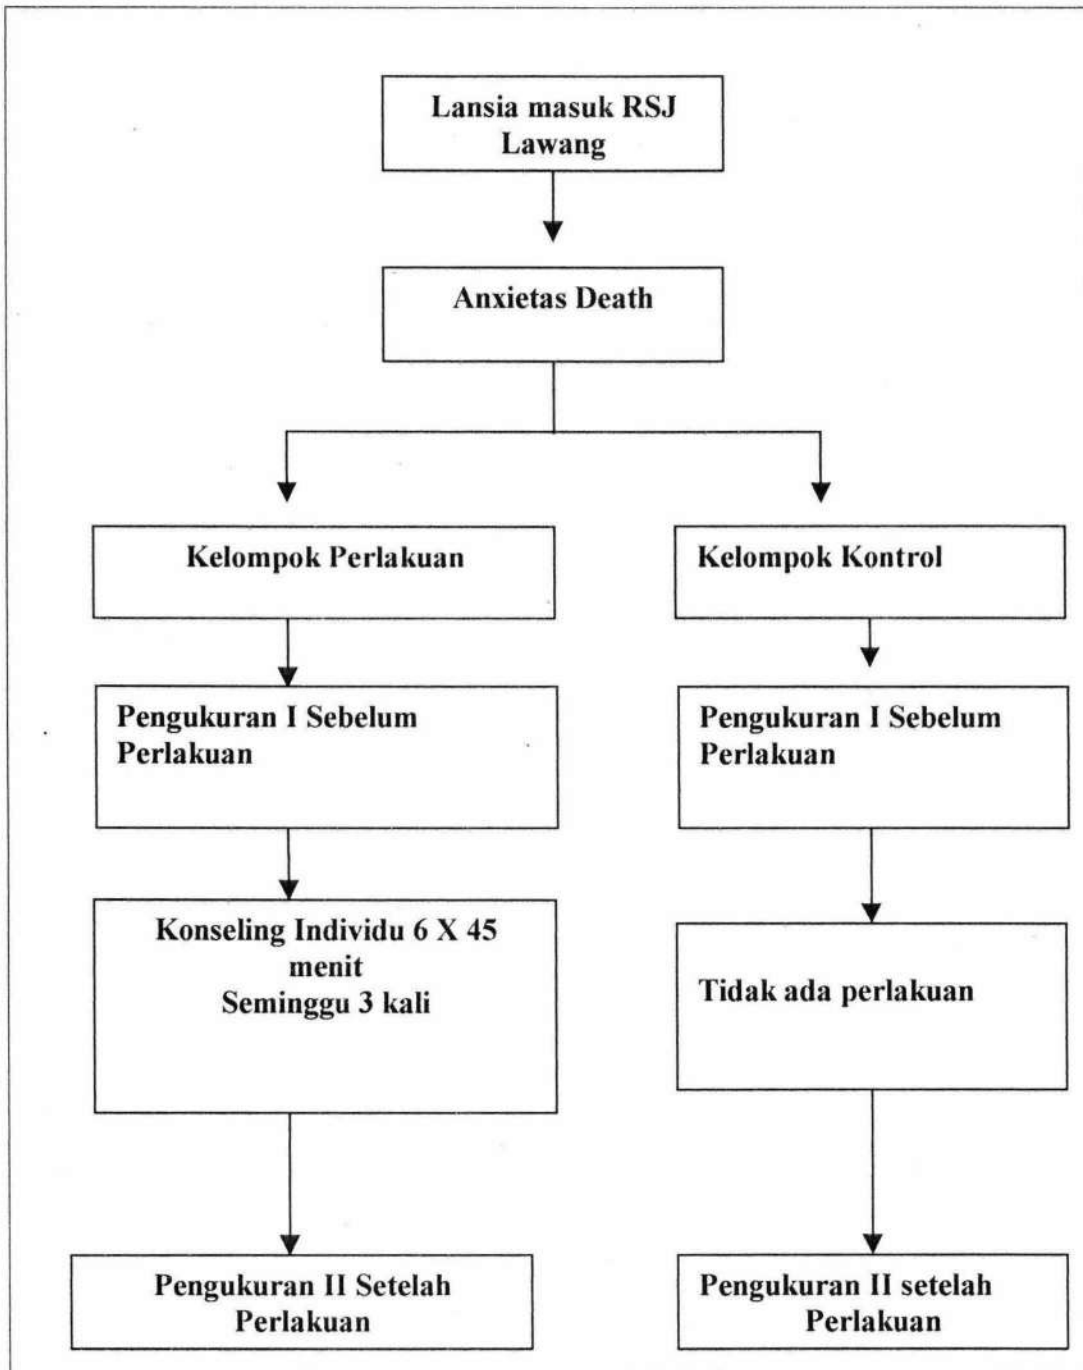 Lansia masuk RSJ
Lawang
Anxietas Death
Kelompok Perlakuan
Kelompok Kontrol
Pengukuran I Sebelum
Perlakuan
Pengukuran I Sebelum
Perlakuan
Konseling Individu 6 X 45
menit
Seminggu 3 kali
Tidak ada perlakuan
Pengukuran II Setelah
Perlakuan
Pengukuran II setelah
Perlakuan